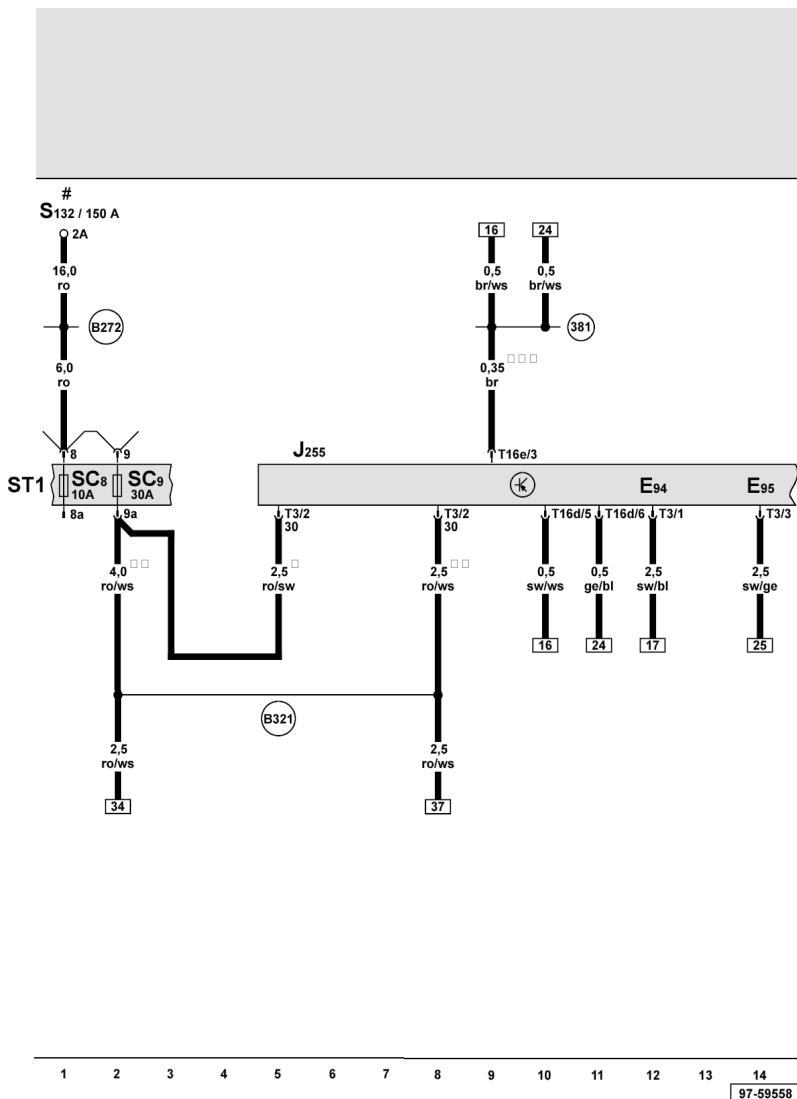 #
S132 / 150 A
2A
16 24
16,0 0,5 0,5
ro br/ws br/ws
B272 381
6,0 0,35
ro br
8 9 J255 T16e/3
ST1 SC8 SC9 E94 E95
10A 30A
8a 9a T3/2 T3/2 T16d/5 T16d/6 T3/1 T3/3
30 30
4,0 2,5 2,5 0,5 0,5 2,5 2,5
ro/ws ro/sw ro/ws sw/ws ge/bl sw/bl sw/ge
16 24 17 25
B321
2,5 2,5
ro/ws ro/ws
34 37
1 2 3 4 5 6 7 8 9 10 11 12 13 14
97-59558